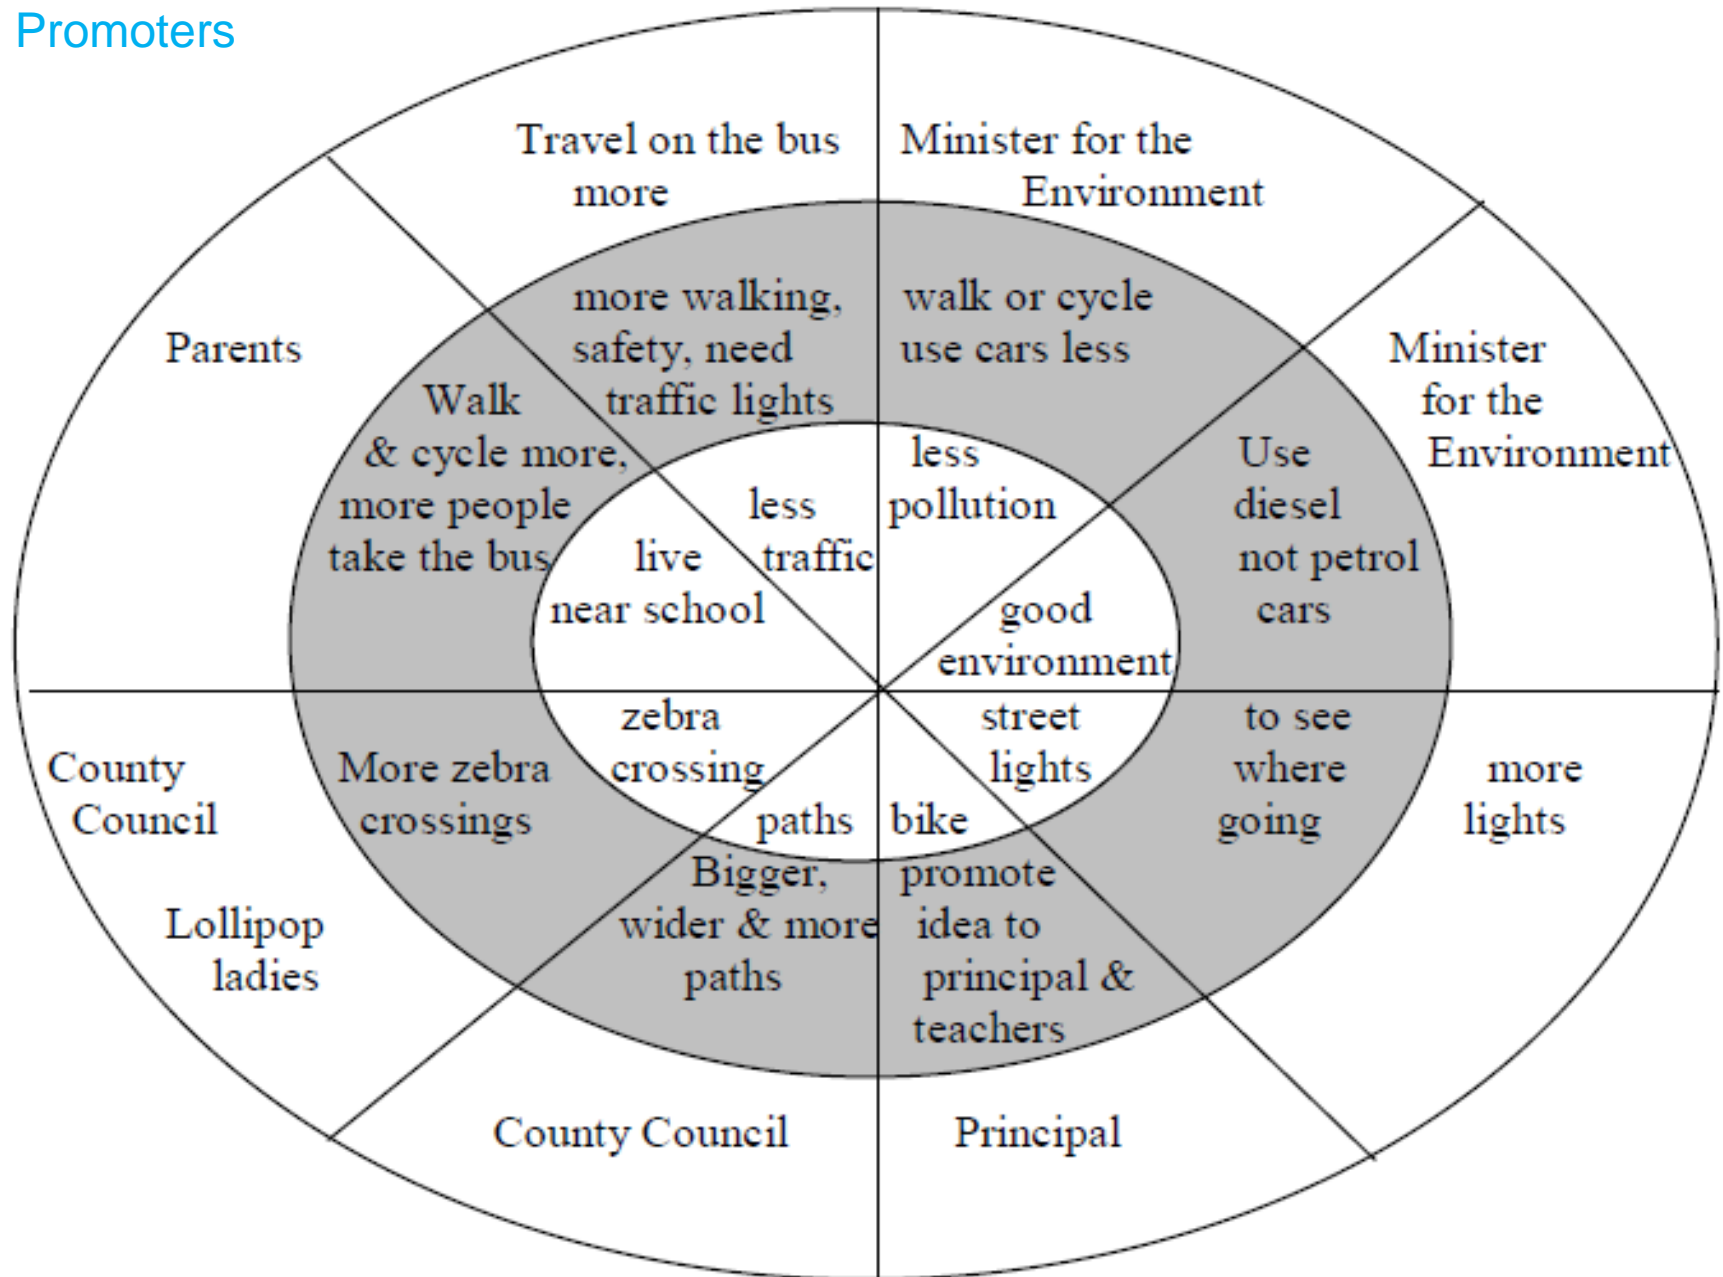 Promoters
Travel on the bus
more
Minister for the
Environment
more walking,
safety, need
traffic lights
walk or cycle
use cars less
Parents
Minister
for the
Environment
Walk
& cycle more,
more people
take the bus
Use
diesel
not petrol
cars
less
traffic
less
pollution
live
near school
good
environment
zebra
crossing
street
lights
to see
where
going
County
Council
More zebra
crossings
more
lights
paths
bike
Lollipop
ladies
Bigger,
wider & more
paths
promote
idea to
principal &
teachers
County Council
Principal